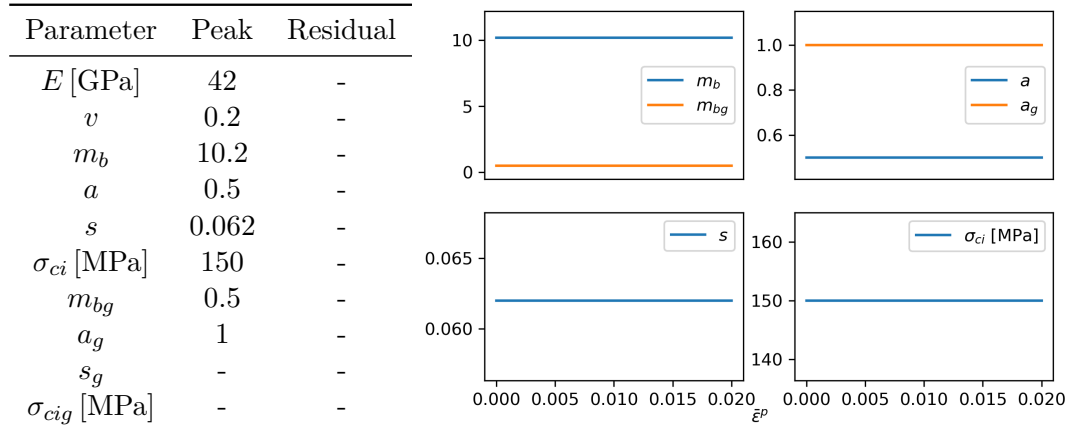 Parameter Peak Residual
E [GPa] 42 -
v 0.2 -
m_b 10.2 -
a 0.5 -
s 0.062 -
σ_ci [MPa] 150 -
m_bg 0.5 -
a_g 1 -
s_g - -
σ_cig [MPa] - -
10
5
0
m_b
m_bg
1.0
0.8
0.6
a
a_g
0.065
0.060
s
0.000 0.005 0.010 0.015 0.020
160
150
140
σ_ci [MPa]
0.000 0.005 0.010 0.015 0.020
ε̄^p